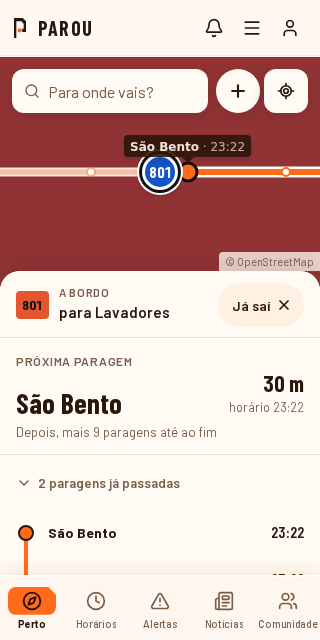 PAROU
Para onde vais?
São Bento · 23:22
801
© OpenStreetMap
801
A BORDO
para Lavadores
Já saí
PRÓXIMA PARAGEM
São Bento
30 m
horário 23:22
Depois, mais 9 paragens até ao fim
2 paragens já passadas
São Bento
23:22
Perto
Horários
Alertas
Notícias
Comunidade